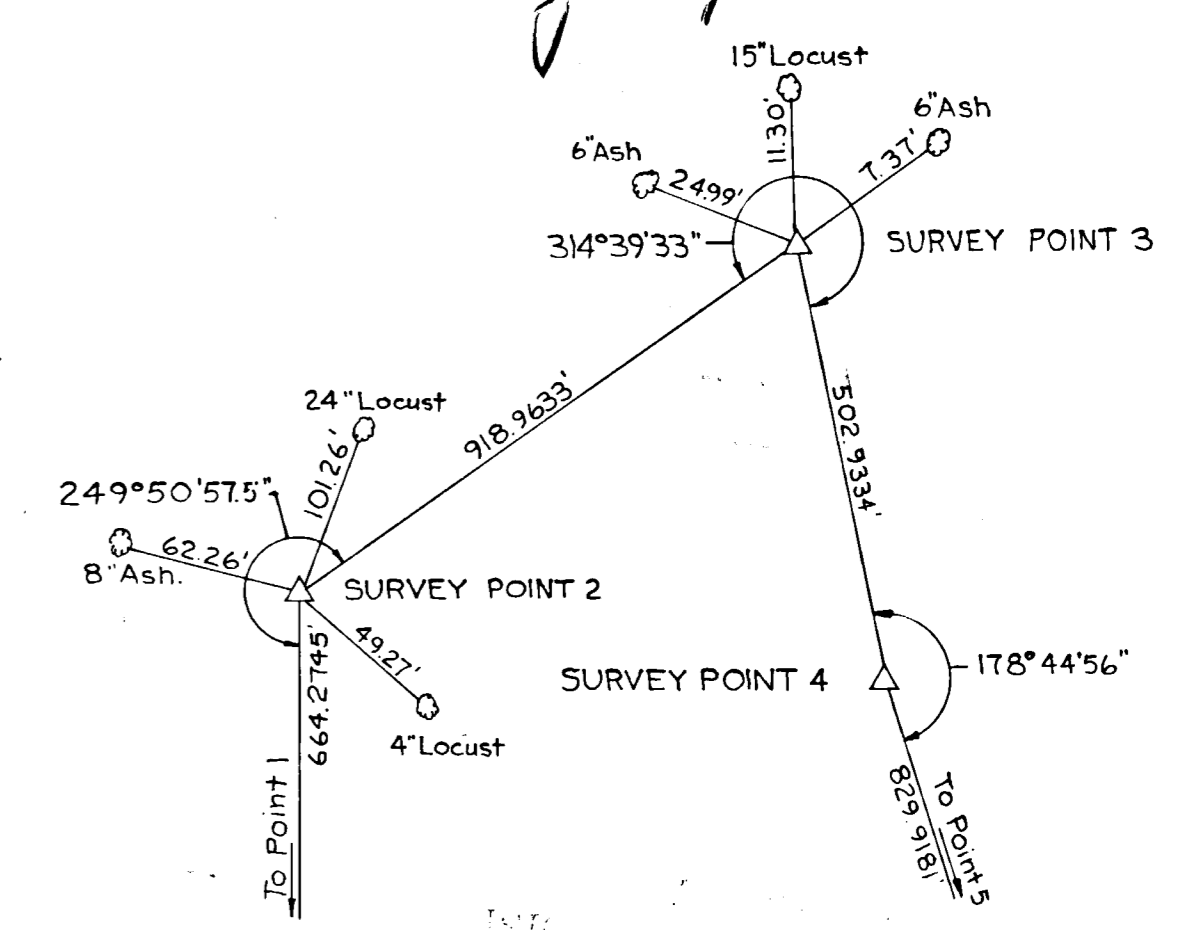 15"Locust
6"Ash
11.30'
7.37'
6"Ash
24.99'
314°39'33"
SURVEY POINT 3
918.9633'
502.9334'
24"Locust
101.26'
249°50'57.5"
62.26'
8"Ash.
SURVEY POINT 2
49.27'
664.2745'
4"Locust
To Point 1
SURVEY POINT 4
178°44'56"
829.9181'
To Point 5